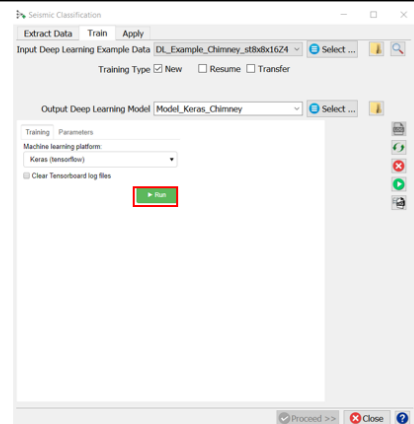 Seismic Classification
Extract Data Train Apply
Input Deep Learning Example Data DL_Example_Chimney_st8x8x16Z4 Select ...
Training Type New Resume Transfer
Output Deep Learning Model Model_Keras_Chimney Select ...
Training Parameters
Machine learning platform:
Keras (tensorflow)
Clear Tensorboard log files
Run
Proceed >> Close ?